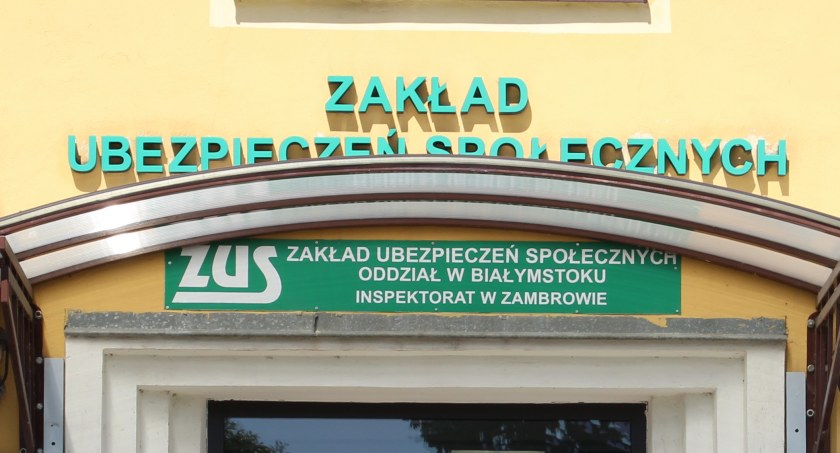 ZAKŁAD
UBEZPIECZEŃ SPOŁECZNYCH
ZUS
ZAKŁAD UBEZPIECZEŃ SPOŁECZNYCH
ODDZIAŁ W BIAŁYMSTOKU
INSPEKTORAT W ZAMBROWIE